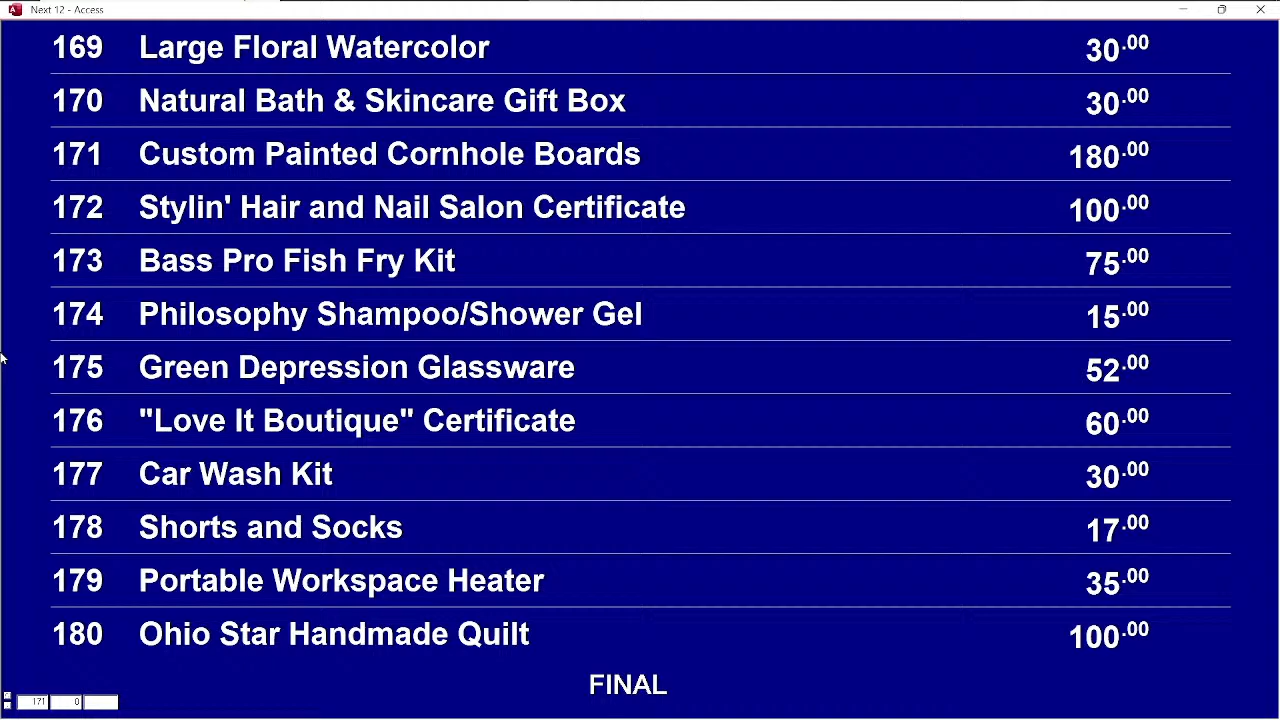 Next 12 - Access
169 Large Floral Watercolor 30.00
170 Natural Bath & Skincare Gift Box 30.00
171 Custom Painted Cornhole Boards 180.00
172 Stylin' Hair and Nail Salon Certificate 100.00
173 Bass Pro Fish Fry Kit 75.00
174 Philosophy Shampoo/Shower Gel 15.00
175 Green Depression Glassware 52.00
176 "Love It Boutique" Certificate 60.00
177 Car Wash Kit 30.00
178 Shorts and Socks 17.00
179 Portable Workspace Heater 35.00
180 Ohio Star Handmade Quilt 100.00
FINAL
171 0